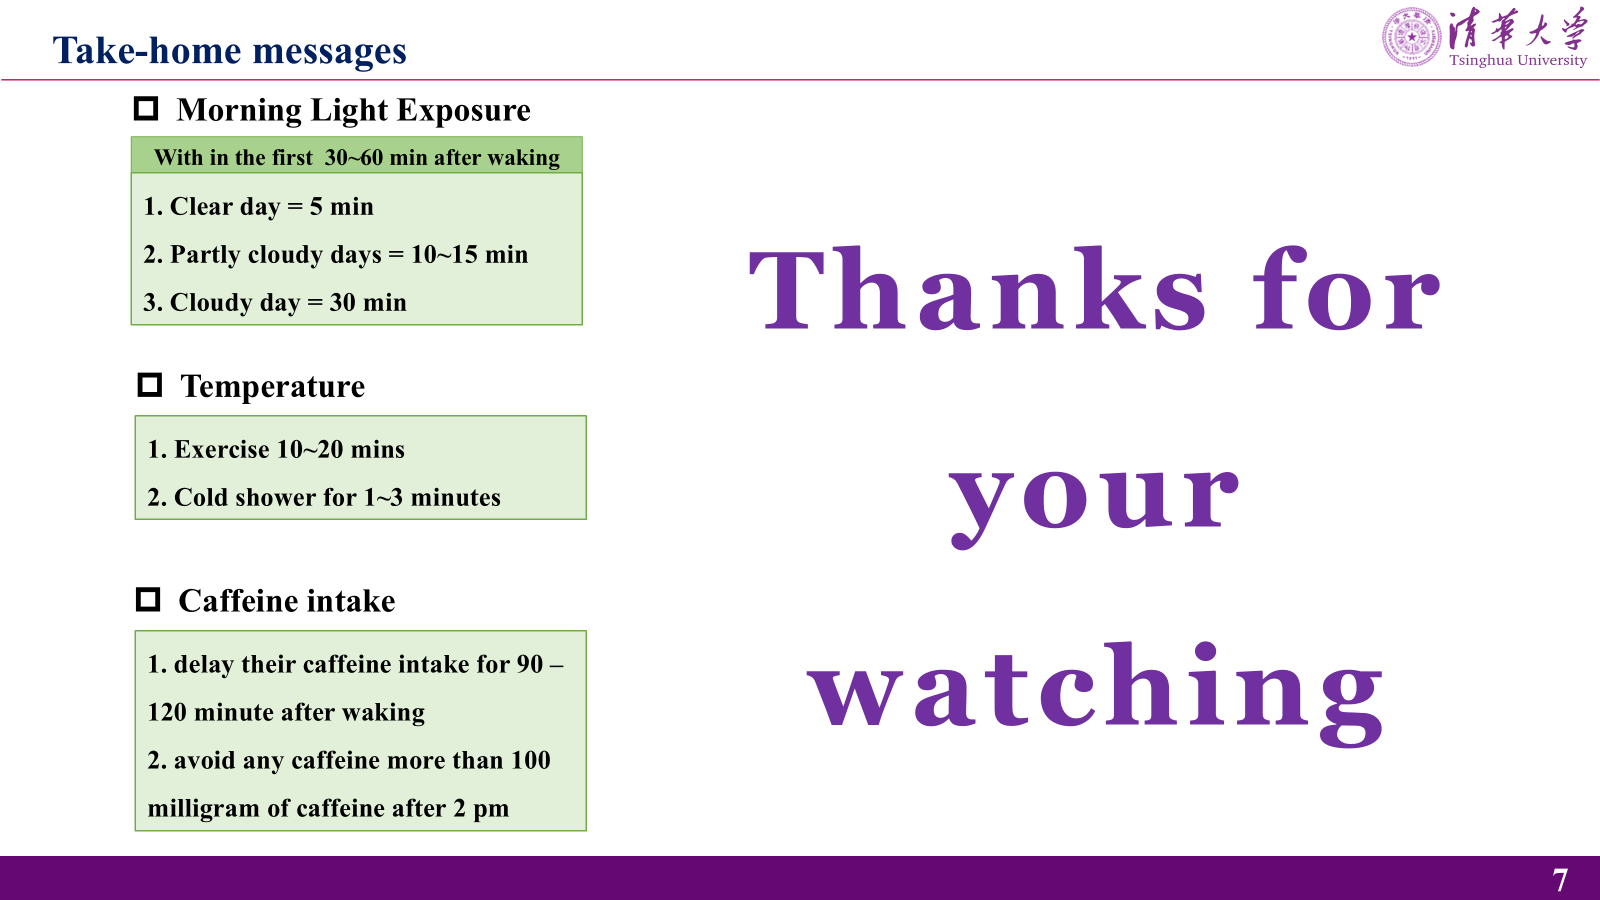 Take-home messages
清華大学
Tsinghua University
Morning Light Exposure
With in the first 30~60 min after waking
1. Clear day = 5 min
2. Partly cloudy days = 10~15 min
3. Cloudy day = 30 min
Temperature
1. Exercise 10~20 mins
2. Cold shower for 1~3 minutes
Caffeine intake
1. delay their caffeine intake for 90 –
120 minute after waking
2. avoid any caffeine more than 100
milligram of caffeine after 2 pm
Thanks for
your
watching
7